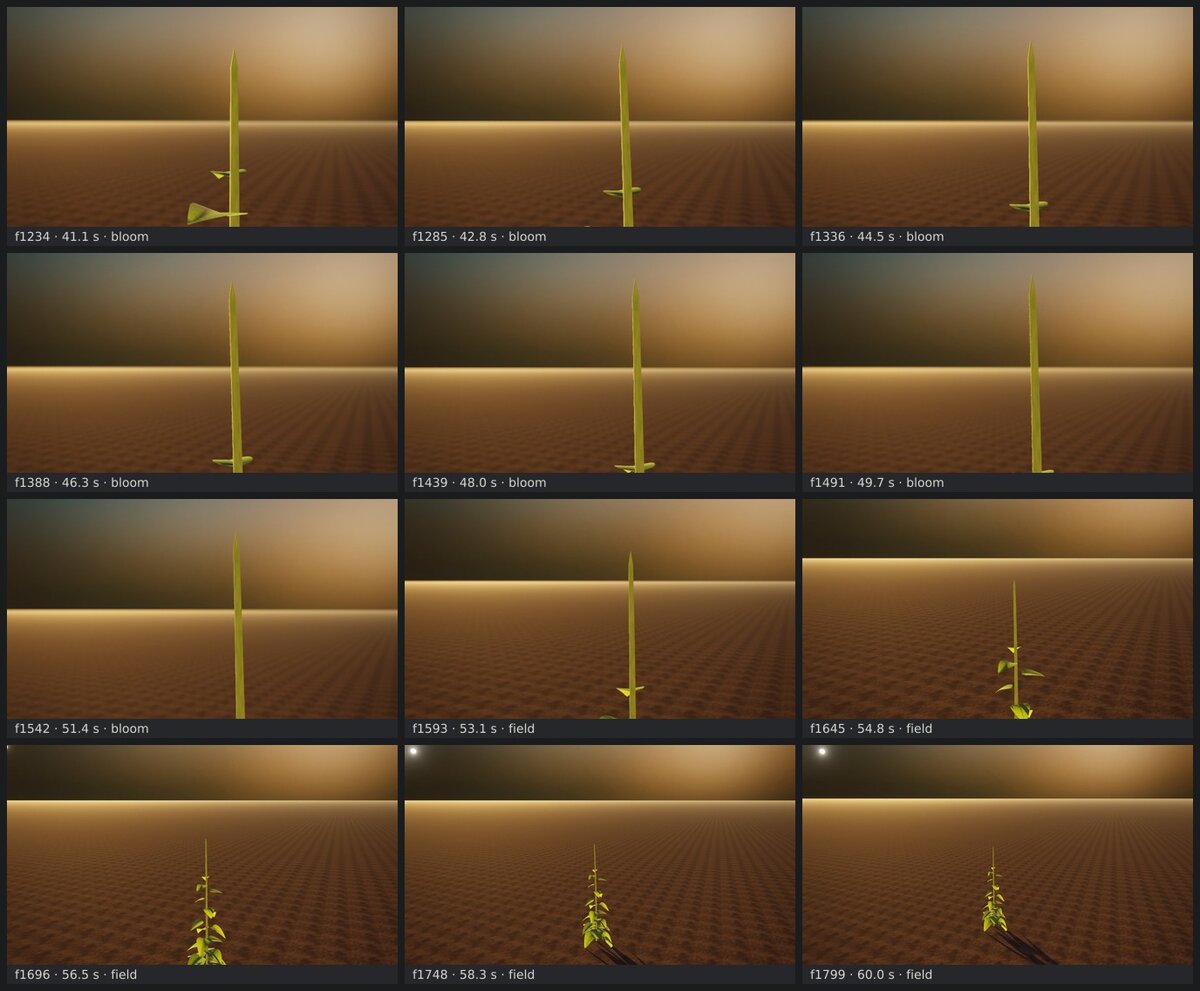 f1234 · 41.1 s · bloom
f1285 · 42.8 s · bloom
f1336 · 44.5 s · bloom
f1388 · 46.3 s · bloom
f1439 · 48.0 s · bloom
f1491 · 49.7 s · bloom
f1542 · 51.4 s · bloom
f1593 · 53.1 s · field
f1645 · 54.8 s · field
f1696 · 56.5 s · field
f1748 · 58.3 s · field
f1799 · 60.0 s · field